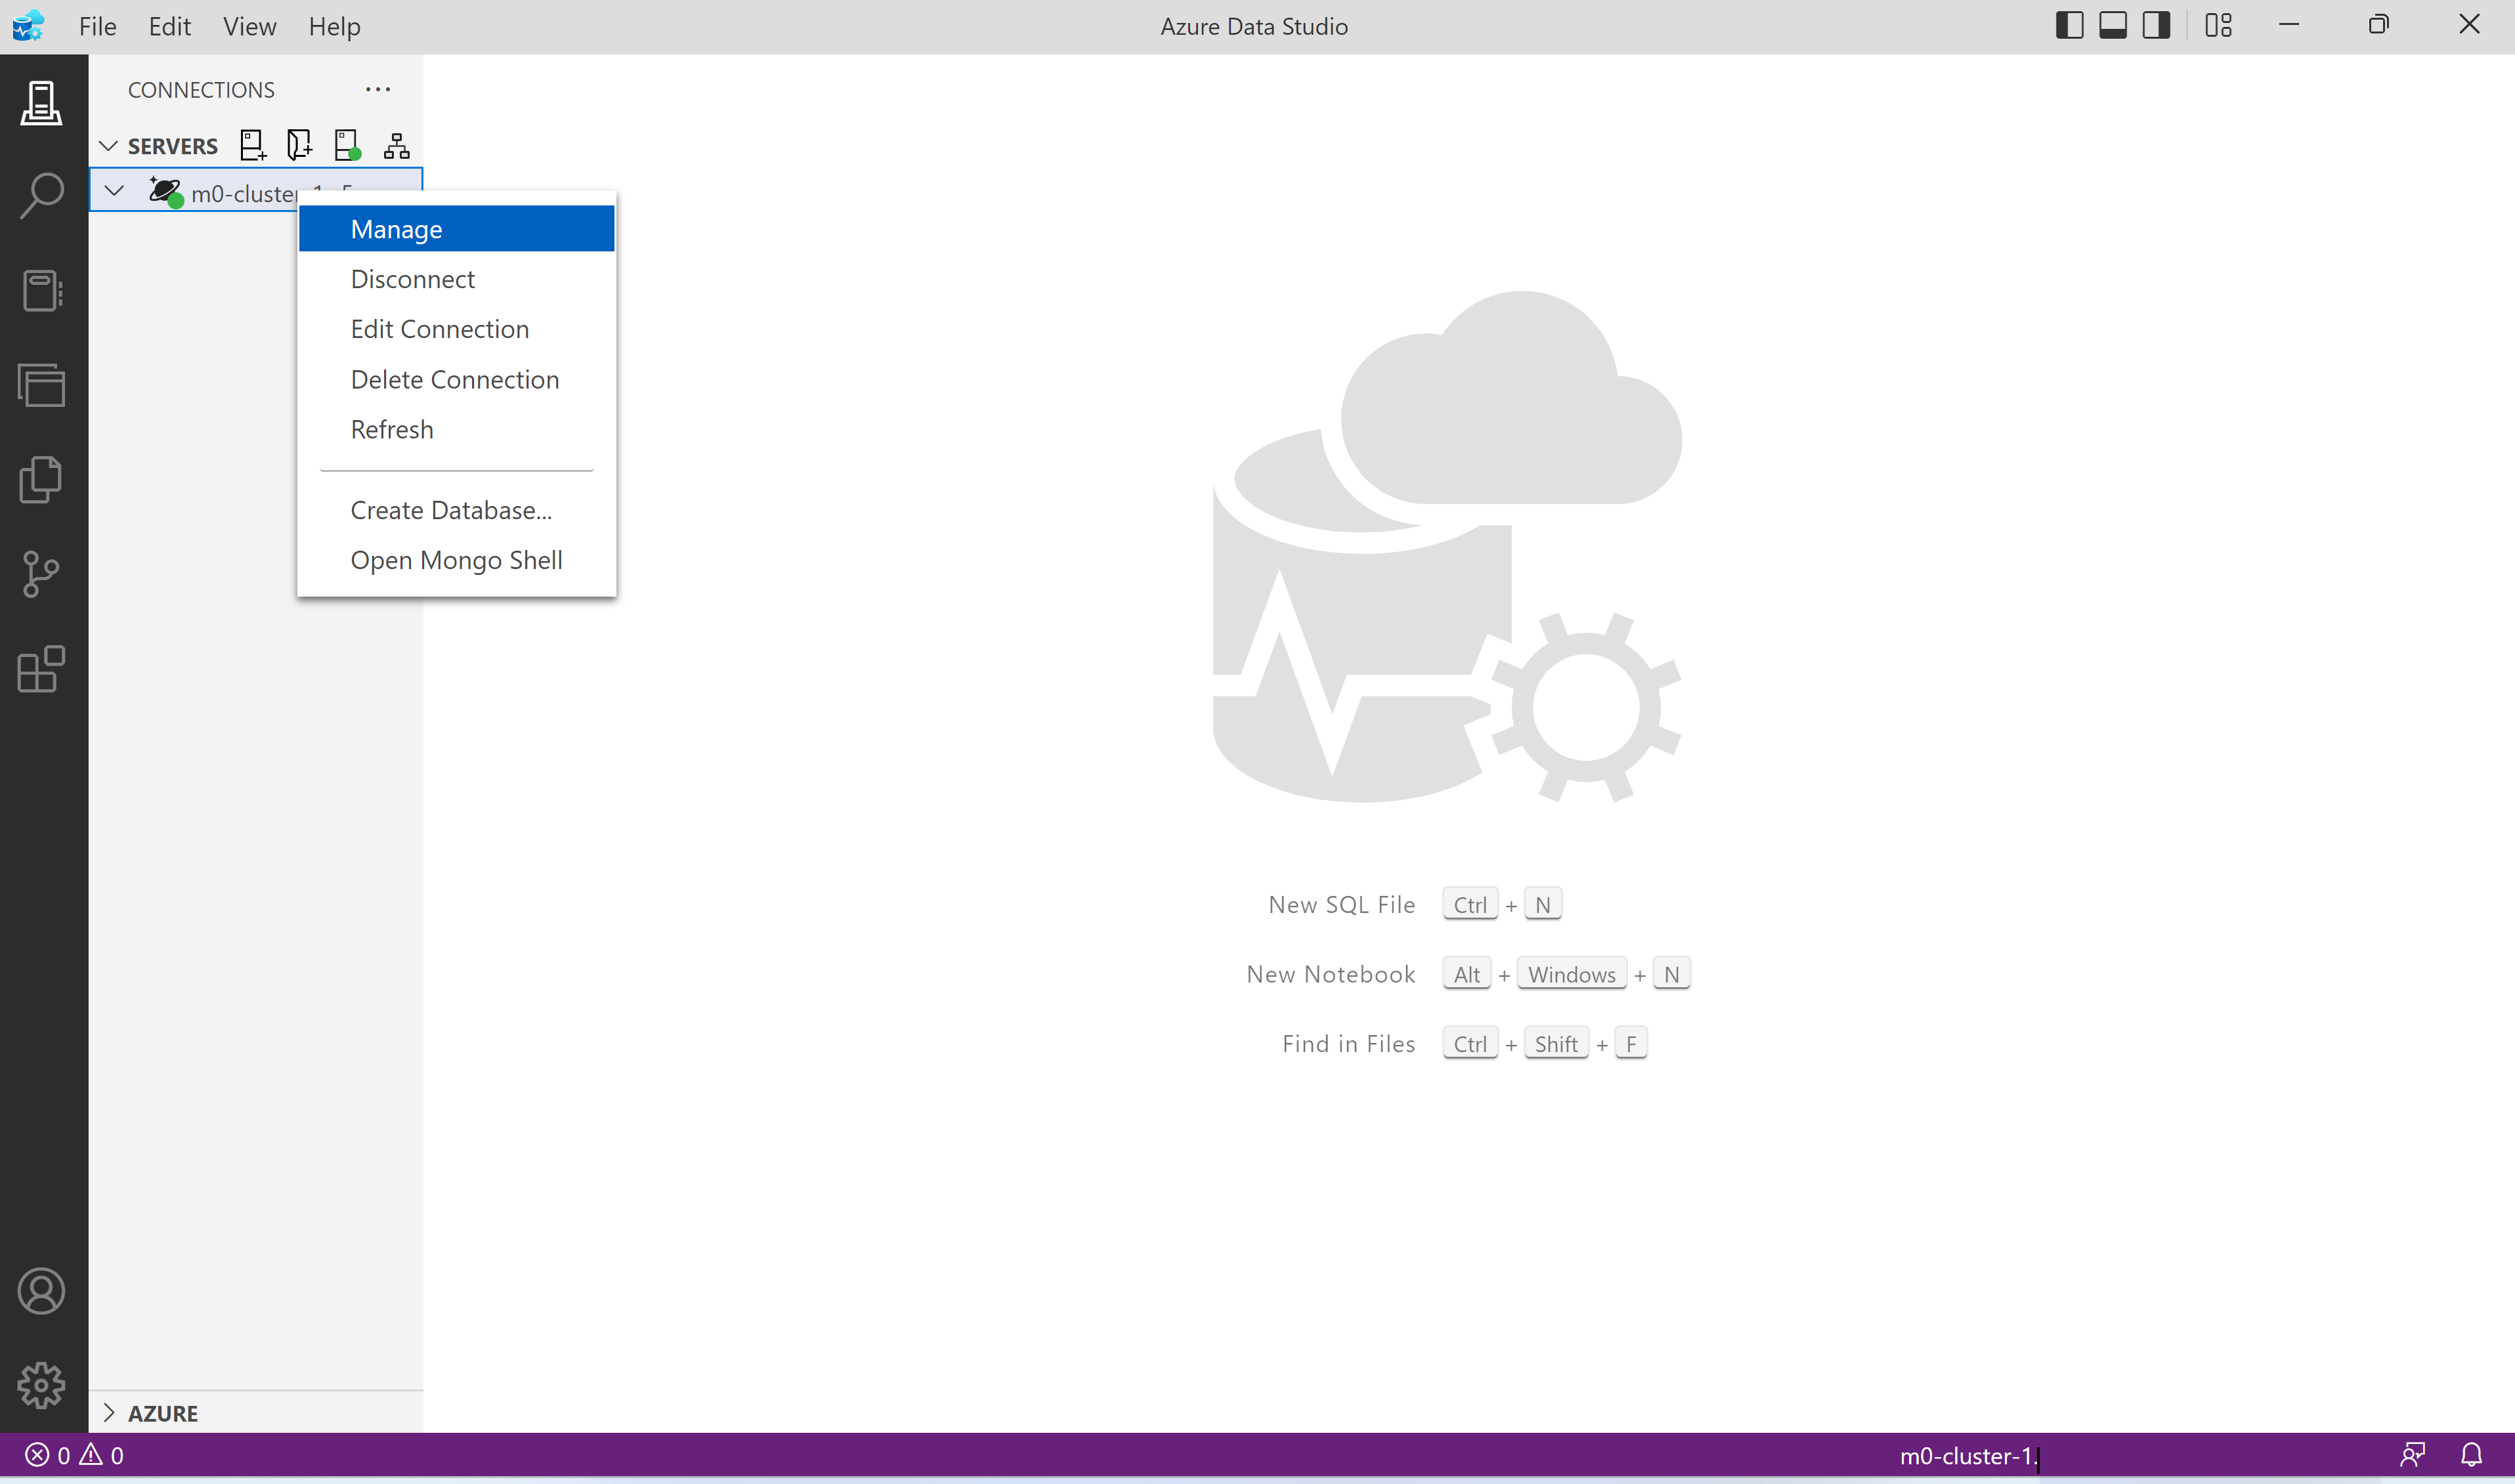 File Edit View Help Azure Data Studio
CONNECTIONS
SERVERS
m0-cluster
Manage
Disconnect
Edit Connection
Delete Connection
Refresh
Create Database...
Open Mongo Shell
New SQL File Ctrl + N
New Notebook Alt + Windows + N
Find in Files Ctrl + Shift + F
AZURE
0 0 m0-cluster-1.